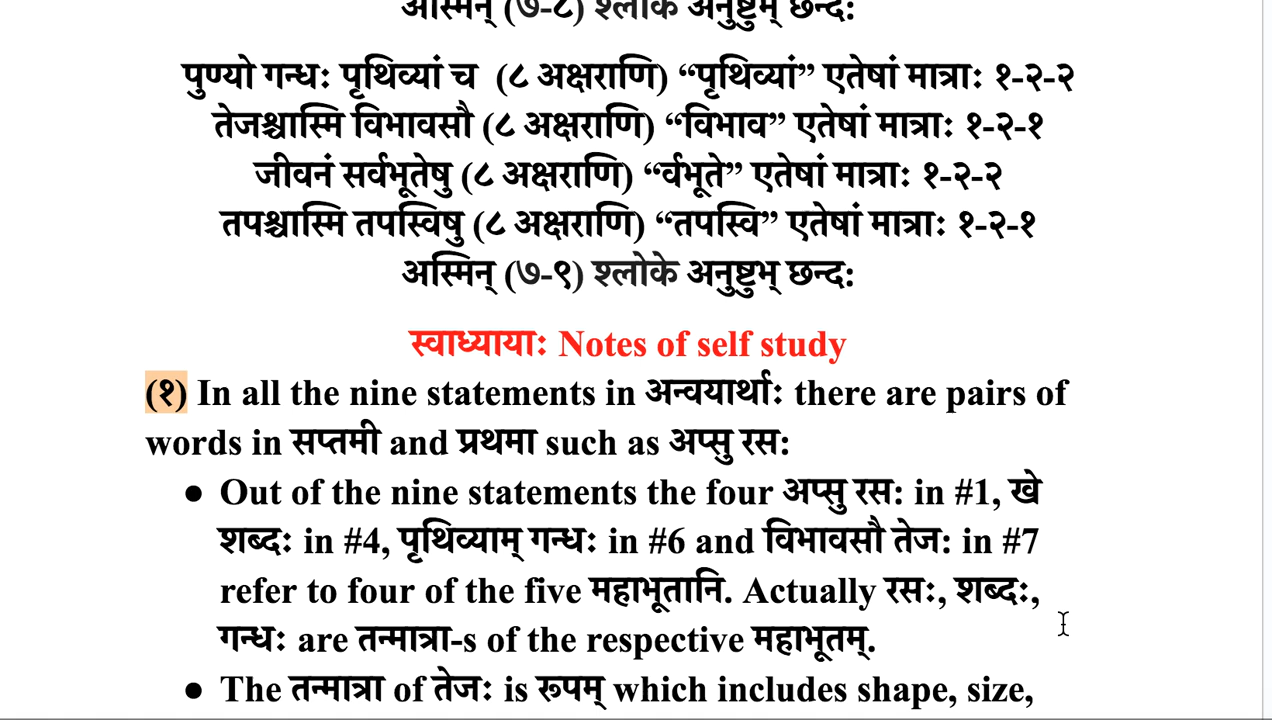 अस्मिन् (७-८) श्लोके अनुष्टुभ् छन्द:
पुण्यो गन्धः पृथिव्यां च (८ अक्षराणि) “पृथिव्यां” एतेषां मात्राः १-२-२
तेजश्चास्मि विभावसौ (८ अक्षराणि) “विभाव” एतेषां मात्राः १-२-१
जीवनं सर्वभूतेषु (८ अक्षराणि) “र्वभूते” एतेषां मात्राः १-२-२
तपश्चास्मि तपस्विषु (८ अक्षराणि) “तपस्वि” एतेषां मात्राः १-२-१
अस्मिन् (७-९) श्लोके अनुष्टुभ् छन्द:
स्वाध्यायाः Notes of self study
(१) In all the nine statements in अन्वयार्थाः there are pairs of
words in सप्तमी and प्रथमा such as अप्सु रस:
● Out of the nine statements the four अप्सु रस: in #1, खे
शब्दः in #4, पृथिव्याम् गन्धः in #6 and विभावसौ तेज: in #7
refer to four of the five महाभूतानि. Actually रसः, शब्दः,
गन्धः are तन्मात्रा-s of the respective महाभूतम्.
● The तन्मात्रा of तेजः is रूपम् which includes shape, size,